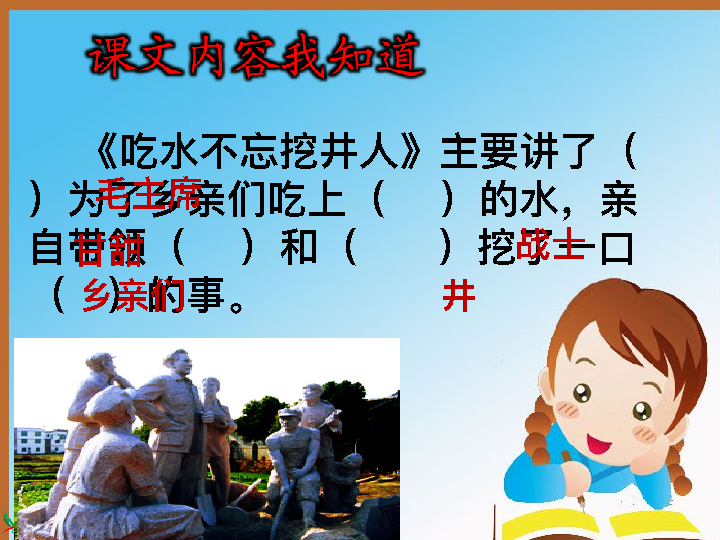 课文内容我知道
《吃水不忘挖井人》主要讲了（
）为了乡亲们吃上（　）的水，亲
毛主席
自带领（　）和（　　）挖了一口
甘甜
战士
（　）的事。
乡亲们
井